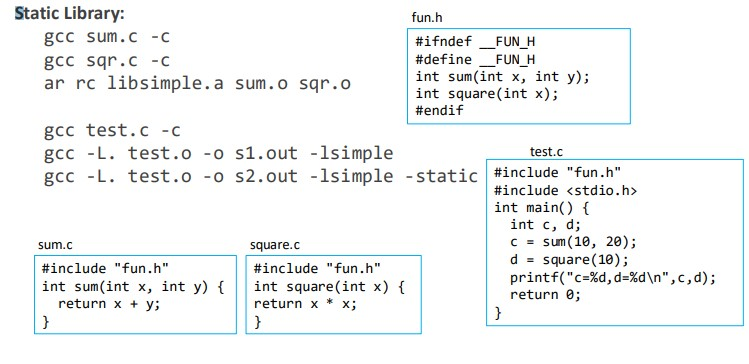 Static Library:
gcc sum.c -c
gcc sqr.c -c
ar rc libsimple.a sum.o sqr.o
gcc test.c -c
gcc -L. test.o -o s1.out -lsimple
gcc -L. test.o -o s2.out -lsimple -static
fun.h
#ifndef __FUN_H
#define __FUN_H
int sum(int x, int y);
int square(int x);
#endif
test.c
#include "fun.h"
#include <stdio.h>
int main() {
int c, d;
c = sum(10, 20);
d = square(10);
printf("c=%d,d=%d\n",c,d);
return 0;
}
sum.c
#include "fun.h"
int sum(int x, int y) {
return x + y;
}
square.c
#include "fun.h"
int square(int x) {
return x * x;
}